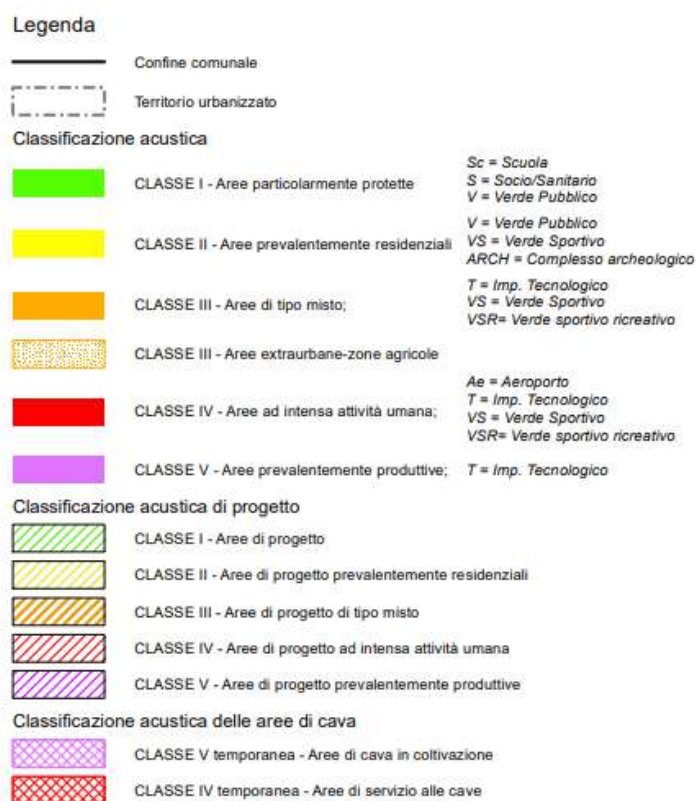 Legenda
Confine comunale
Territorio urbanizzato
Classificazione acustica
CLASSE I - Aree particolarmente protette
Sc = Scuola
S = Socio/Sanitario
V = Verde Pubblico
CLASSE II - Aree prevalentemente residenziali
V = Verde Pubblico
VS = Verde Sportivo
ARCH = Complesso archeologico
CLASSE III - Aree di tipo misto;
T = Imp. Tecnologico
VS = Verde Sportivo
VSR= Verde sportivo ricreativo
CLASSE III - Aree extraurbane-zone agricole
CLASSE IV - Aree ad intensa attività umana;
Ae = Aeroporto
T = Imp. Tecnologico
VS = Verde Sportivo
VSR= Verde sportivo ricreativo
CLASSE V - Aree prevalentemente produttive;
T = Imp. Tecnologico
Classificazione acustica di progetto
CLASSE I - Aree di progetto
CLASSE II - Aree di progetto prevalentemente residenziali
CLASSE III - Aree di progetto di tipo misto
CLASSE IV - Aree di progetto ad intensa attività umana
CLASSE V - Aree di progetto prevalentemente produttive
Classificazione acustica delle aree di cava
CLASSE V temporanea - Aree di cava in coltivazione
CLASSE IV temporanea - Aree di servizio alle cave